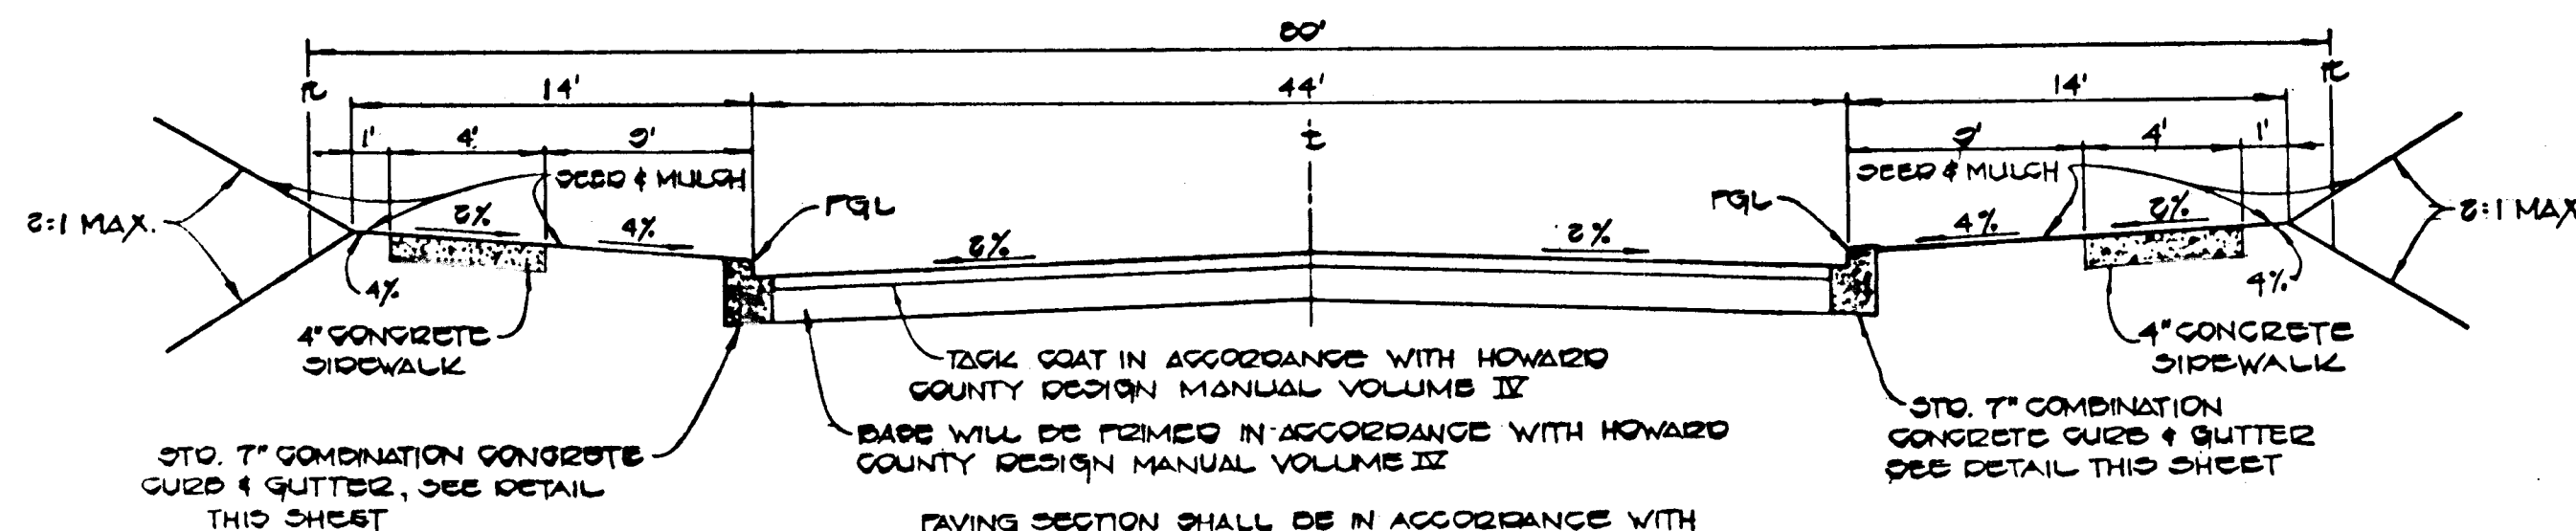 80'
14'
44'
14'
1'
4'
9'
9'
4'
1'
SEED & MULCH
SEED & MULCH
PGL
PGL
2:1 MAX.
2%
4%
2%
2%
4%
2%
2:1 MAX
4%
4%
4" CONCRETE
SIDEWALK
4" CONCRETE
SIDEWALK
TACK COAT IN ACCORDANCE WITH HOWARD
COUNTY DESIGN MANUAL VOLUME IV
BASE WILL BE PRIMED IN ACCORDANCE WITH HOWARD
COUNTY DESIGN MANUAL VOLUME IV
STD. 7" COMBINATION CONCRETE
CURB & GUTTER, SEE DETAIL
THIS SHEET
STD. 7" COMBINATION
CONCRETE CURB & GUTTER
SEE DETAIL THIS SHEET
PAVING SECTION SHALL BE IN ACCORDANCE WITH